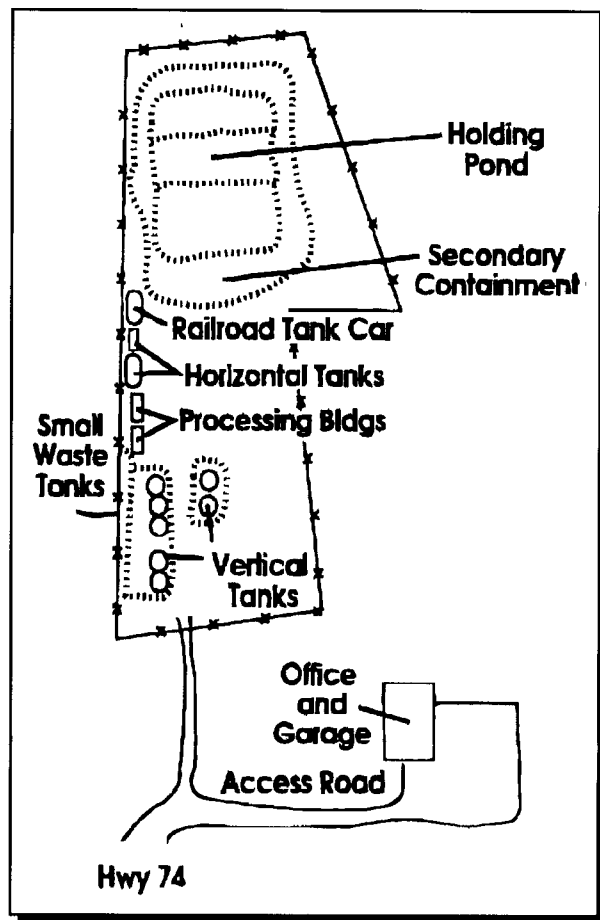 Holding
Pond
Secondary
Containment
Railroad Tank Car
Horizontal Tanks
Processing Bldgs
Small
Waste
Tanks
Vertical
Tanks
Office
and
Garage
Access Road
Hwy 74